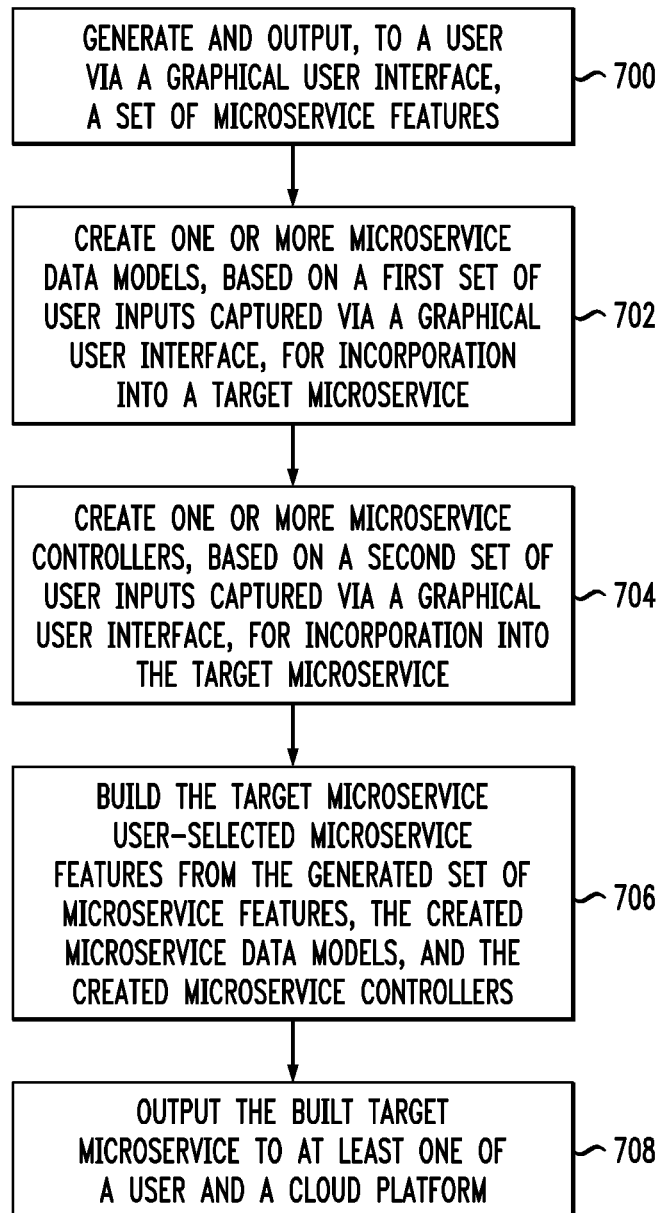 GENERATE AND OUTPUT, TO A USER
VIA A GRAPHICAL USER INTERFACE,
A SET OF MICROSERVICE FEATURES
700
CREATE ONE OR MORE MICROSERVICE
DATA MODELS, BASED ON A FIRST SET OF
USER INPUTS CAPTURED VIA A GRAPHICAL
USER INTERFACE, FOR INCORPORATION
INTO A TARGET MICROSERVICE
702
CREATE ONE OR MORE MICROSERVICE
CONTROLLERS, BASED ON A SECOND SET OF
USER INPUTS CAPTURED VIA A GRAPHICAL
USER INTERFACE, FOR INCORPORATION INTO
THE TARGET MICROSERVICE
704
BUILD THE TARGET MICROSERVICE
USER-SELECTED MICROSERVICE
FEATURES FROM THE GENERATED SET OF
MICROSERVICE FEATURES, THE CREATED
MICROSERVICE DATA MODELS, AND THE
CREATED MICROSERVICE CONTROLLERS
706
OUTPUT THE BUILT TARGET
MICROSERVICE TO AT LEAST ONE OF
A USER AND A CLOUD PLATFORM
708